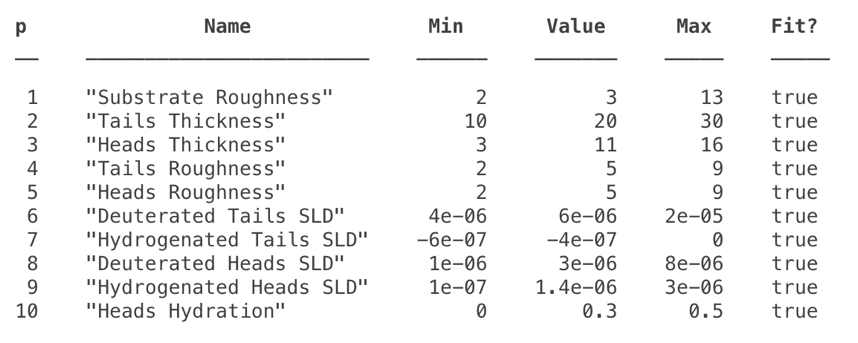 p Name Min Value Max Fit?
1 "Substrate Roughness" 2 3 13 true
2 "Tails Thickness" 10 20 30 true
3 "Heads Thickness" 3 11 16 true
4 "Tails Roughness" 2 5 9 true
5 "Heads Roughness" 2 5 9 true
6 "Deuterated Tails SLD" 4e-06 6e-06 2e-05 true
7 "Hydrogenated Tails SLD" -6e-07 -4e-07 0 true
8 "Deuterated Heads SLD" 1e-06 3e-06 8e-06 true
9 "Hydrogenated Heads SLD" 1e-07 1.4e-06 3e-06 true
10 "Heads Hydration" 0 0.3 0.5 true